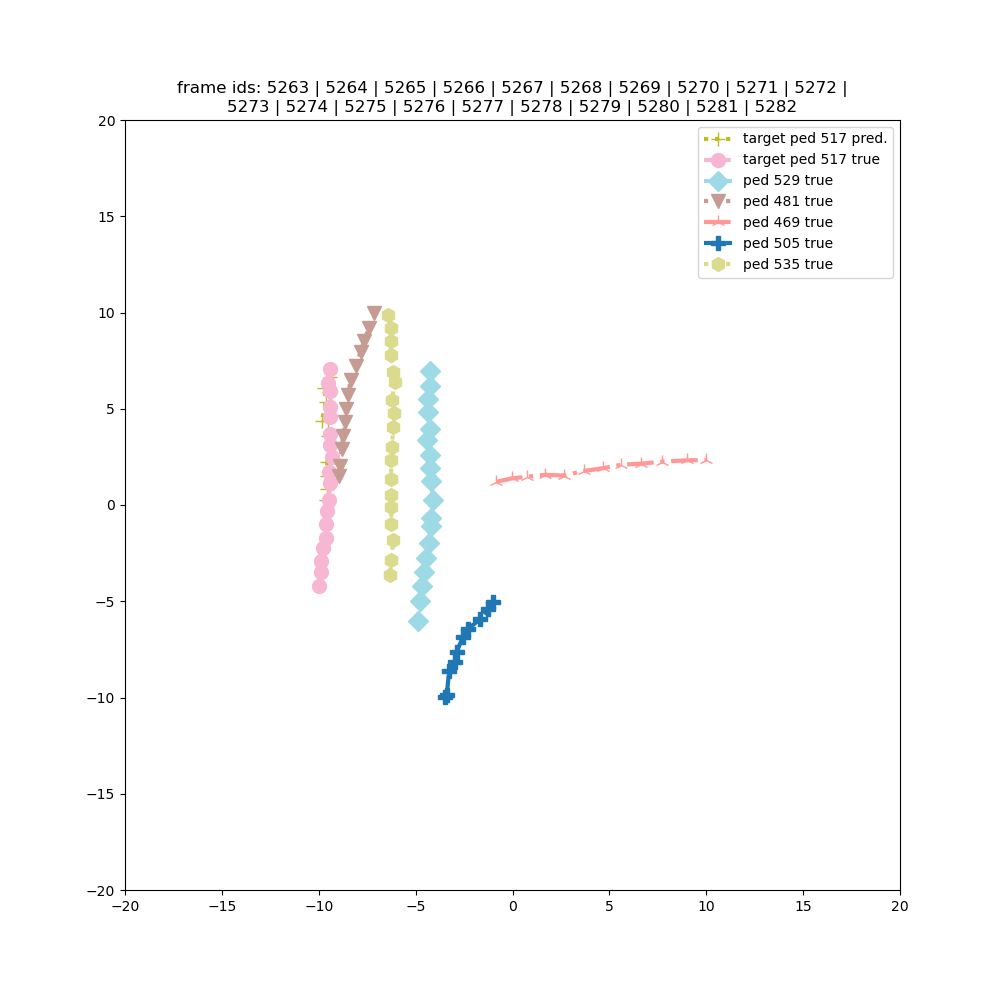 frame ids: 5263 | 5264 | 5265 | 5266 | 5267 | 5268 | 5269 | 5270 | 5271 | 5272 |
5273 | 5274 | 5275 | 5276 | 5277 | 5278 | 5279 | 5280 | 5281 | 5282
target ped 517 pred.
target ped 517 true
ped 529 true
ped 481 true
ped 469 true
ped 505 true
ped 535 true
20
15
10
5
0
−5
−10
−15
−20
−20 −15 −10 −5 0 5 10 15 20